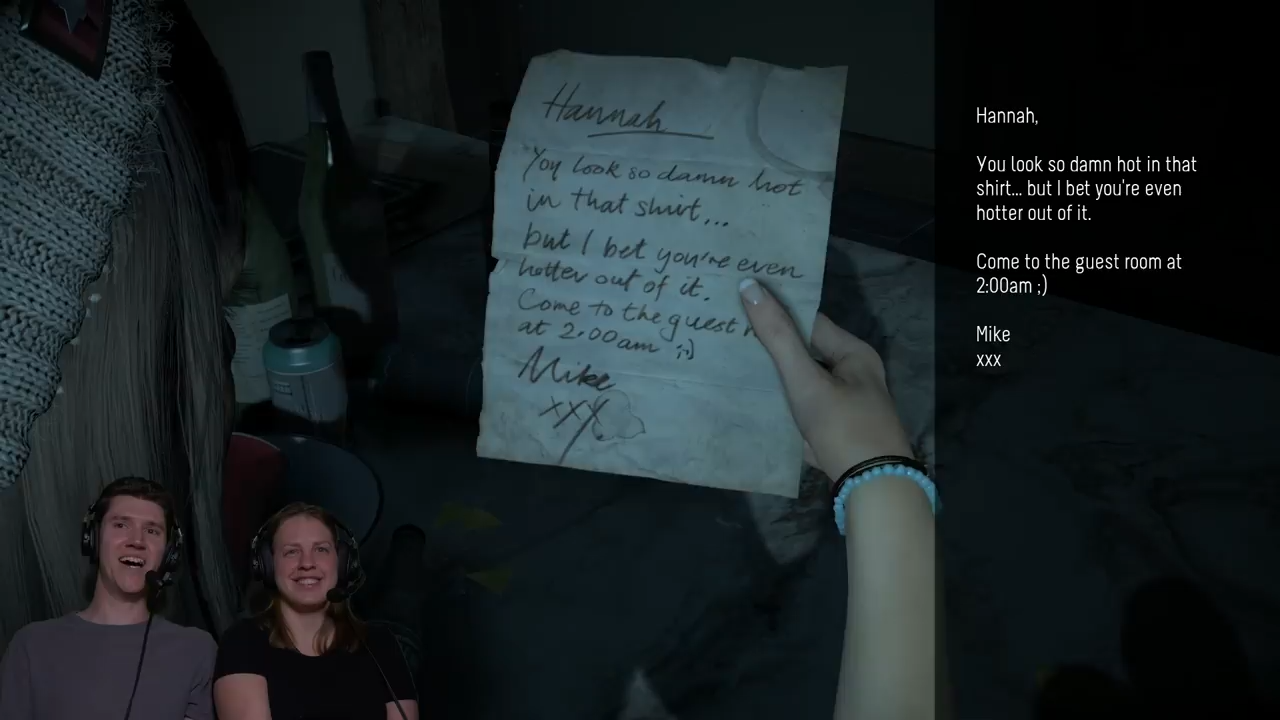 Hannah
You look so damn hot
in that shirt...
but I bet you're even
hotter out of it.
Come to the guest
at 2.00am ;)
Mike
xxx
Hannah,
You look so damn hot in that
shirt... but I bet you're even
hotter out of it.
Come to the guest room at
2:00am ;)
Mike
xxx